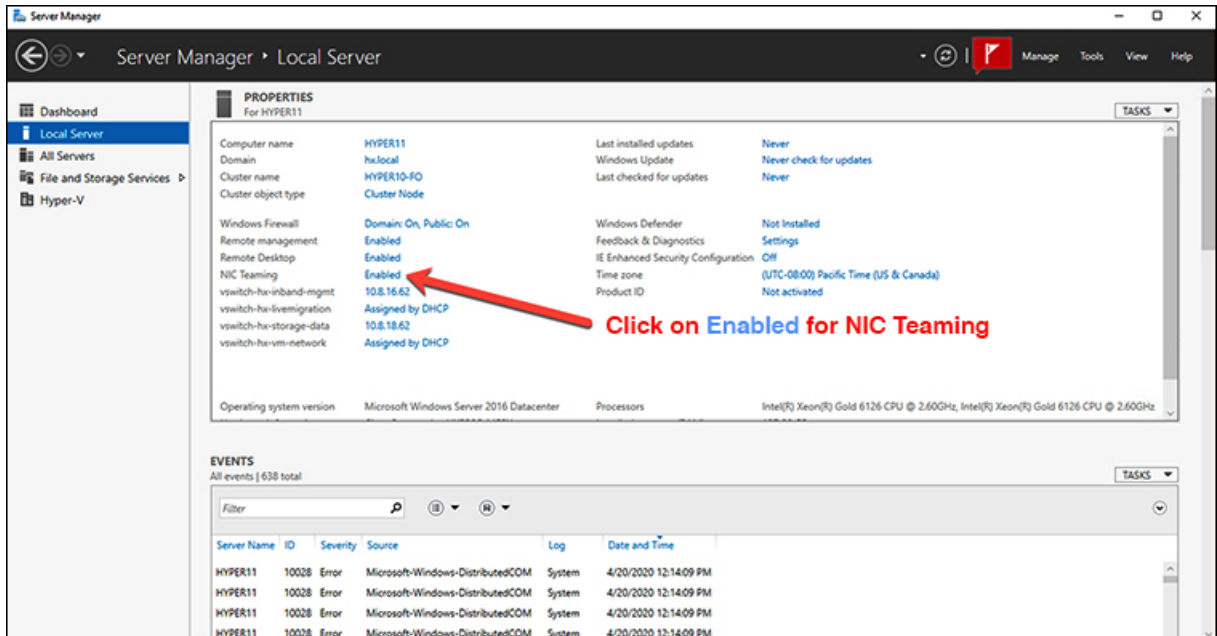 Server Manager
Server Manager ‣ Local Server
Manage Tools View Help
Dashboard
Local Server
All Servers
File and Storage Services
Hyper-V
PROPERTIES
For HYPER11
TASKS
Computer name HYPER11 Last installed updates Never
Domain hx.local Windows Update Never check for updates
Cluster name HYPER10-FO Last checked for updates Never
Cluster object type Cluster Node
Windows Firewall Domain: On, Public: On Windows Defender Not Installed
Remote management Enabled Feedback & Diagnostics Settings
Remote Desktop Enabled IE Enhanced Security Configuration Off
NIC Teaming Enabled Time zone (UTC-08:00) Pacific Time (US & Canada)
vswitch-hx-inband-mgmt 10.8.16.62 Product ID Not activated
vswitch-hx-livemigration Assigned by DHCP
vswitch-hx-storage-data 10.8.18.62
Click on Enabled for NIC Teaming
vswitch-hx-vm-network Assigned by DHCP
Operating system version Microsoft Windows Server 2016 Datacenter Processors Intel(R) Xeon(R) Gold 6126 CPU @ 2.60GHz, Intel(R) Xeon(R) Gold 6126 CPU @ 2.60GHz
EVENTS
All events | 638 total
TASKS
Filter
Server Name ID Severity Source Log Date and Time
HYPER11 10028 Error Microsoft-Windows-DistributedCOM System 4/20/2020 12:14:09 PM
HYPER11 10028 Error Microsoft-Windows-DistributedCOM System 4/20/2020 12:14:09 PM
HYPER11 10028 Error Microsoft-Windows-DistributedCOM System 4/20/2020 12:14:09 PM
HYPER11 10028 Error Microsoft-Windows-DistributedCOM System 4/20/2020 12:14:09 PM